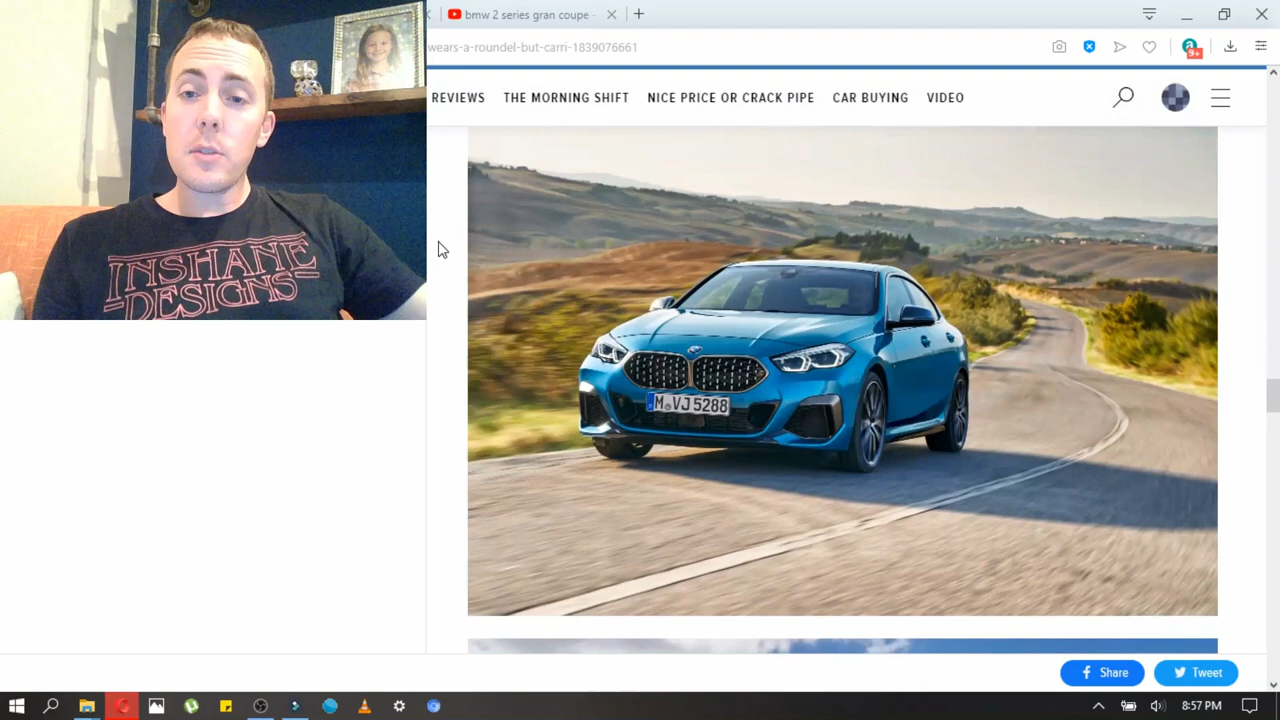 bmw 2 series gran coupe -
wears-a-roundel-but-carri-1839076661
9+
REVIEWS THE MORNING SHIFT NICE PRICE OR CRACK PIPE CAR BUYING VIDEO
INSHANE
DESIGNS
M VJ 5288
Share Tweet
8:57 PM